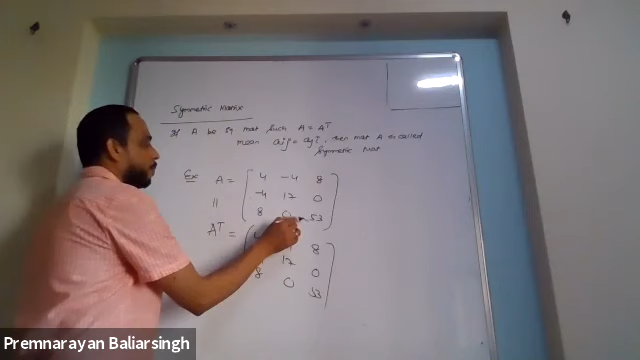 Symmetric Matrix
If A be sq mat such A = A^T
mean aij = aji, then mat A is called
Symmetric mat
Ex A = 4 -4 8
-4 12 0
8 0 53
||
A^T =
8
12 0
8 0 53
Premnarayan Baliarsingh